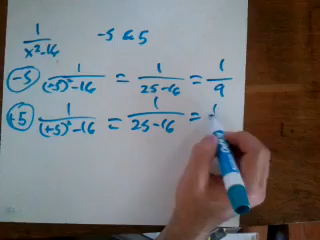 1/(x²-16) -5 & 5
-5 1/((-5)²-16) = 1/(25-16) = 1/9
+5 1/((+5)²-16) = 1/(25-16) = 1